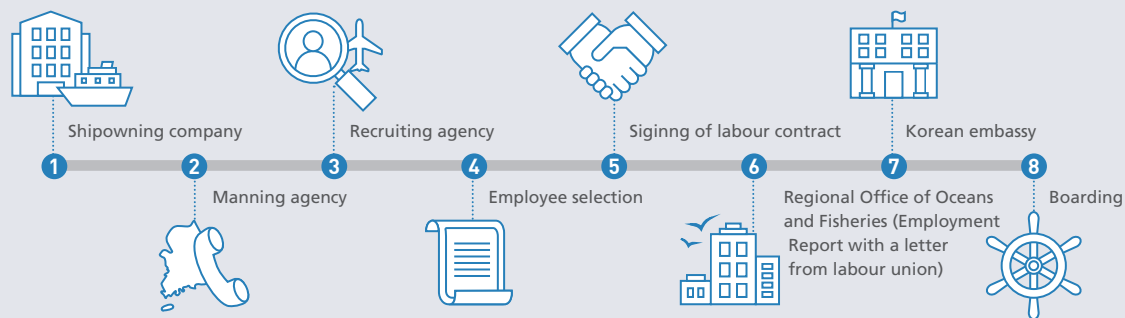 1
Shipowning company
2
Manning agency
3
Recruiting agency
4
Employee selection
5
Siginng of labour contract
6
Regional Office of Oceans
and Fisheries (Employment
Report with a letter
from labour union)
7
Korean embassy
8
Boarding